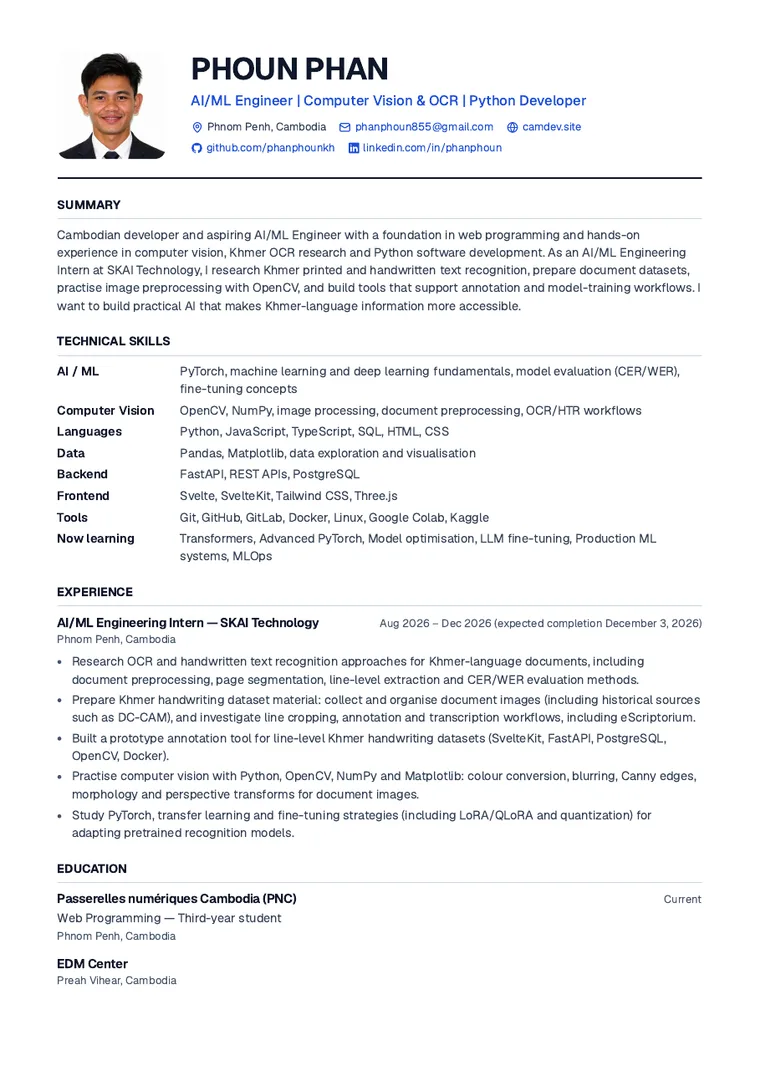 PHOUN PHAN
AI/ML Engineer | Computer Vision & OCR | Python Developer
Phnom Penh, Cambodia phanphoun855@gmail.com camdev.site
github.com/phanphounkh linkedin.com/in/phanphoun
SUMMARY
Cambodian developer and aspiring AI/ML Engineer with a foundation in web programming and hands-on
experience in computer vision, Khmer OCR research and Python software development. As an AI/ML Engineering
Intern at SKAI Technology, I research Khmer printed and handwritten text recognition, prepare document datasets,
practise image preprocessing with OpenCV, and build tools that support annotation and model-training workflows. I
want to build practical AI that makes Khmer-language information more accessible.
TECHNICAL SKILLS
AI / ML PyTorch, machine learning and deep learning fundamentals, model evaluation (CER/WER),
fine-tuning concepts
Computer Vision OpenCV, NumPy, image processing, document preprocessing, OCR/HTR workflows
Languages Python, JavaScript, TypeScript, SQL, HTML, CSS
Data Pandas, Matplotlib, data exploration and visualisation
Backend FastAPI, REST APIs, PostgreSQL
Frontend Svelte, SvelteKit, Tailwind CSS, Three.js
Tools Git, GitHub, GitLab, Docker, Linux, Google Colab, Kaggle
Now learning Transformers, Advanced PyTorch, Model optimisation, LLM fine-tuning, Production ML
systems, MLOps
EXPERIENCE
AI/ML Engineering Intern — SKAI Technology Aug 2026 – Dec 2026 (expected completion December 3, 2026)
Phnom Penh, Cambodia
• Research OCR and handwritten text recognition approaches for Khmer-language documents, including
document preprocessing, page segmentation, line-level extraction and CER/WER evaluation methods.
• Prepare Khmer handwriting dataset material: collect and organise document images (including historical sources
such as DC-CAM), and investigate line cropping, annotation and transcription workflows, including eScriptorium.
• Built a prototype annotation tool for line-level Khmer handwriting datasets (SvelteKit, FastAPI, PostgreSQL,
OpenCV, Docker).
• Practise computer vision with Python, OpenCV, NumPy and Matplotlib: colour conversion, blurring, Canny edges,
morphology and perspective transforms for document images.
• Study PyTorch, transfer learning and fine-tuning strategies (including LoRA/QLoRA and quantization) for
adapting pretrained recognition models.
EDUCATION
Passerelles numériques Cambodia (PNC) Current
Web Programming — Third-year student
Phnom Penh, Cambodia
EDM Center
Preah Vihear, Cambodia